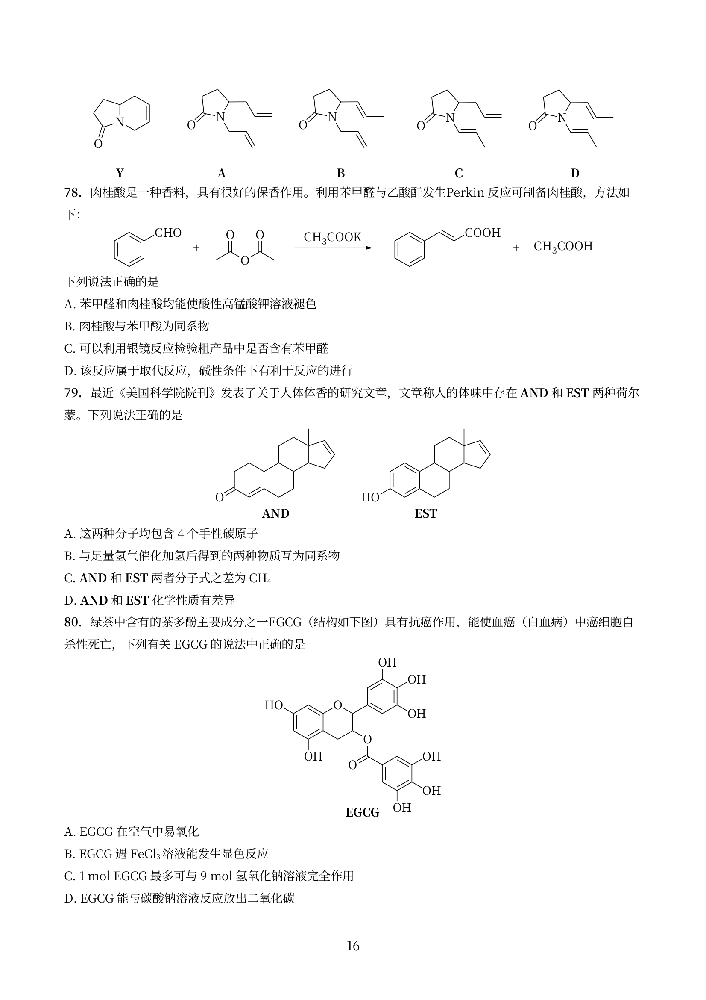 N
O
O
N
O
N
O
N
O
N
Y A B C D
78. 肉桂酸是一种香料，具有很好的保香作用。利用苯甲醛与乙酸酐发生Perkin 反应可制备肉桂酸，方法如
下：
CHO + O O O CH₃COOK COOH + CH₃COOH
下列说法正确的是
A. 苯甲醛和肉桂酸均能使酸性高锰酸钾溶液褪色
B. 肉桂酸与苯甲酸为同系物
C. 可以利用银镜反应检验粗产品中是否含有苯甲醛
D. 该反应属于取代反应，碱性条件下有利于反应的进行
79. 最近《美国科学院院刊》发表了关于人体体香的研究文章，文章称人的体味中存在 AND 和 EST 两种荷尔
蒙。下列说法正确的是
O HO
AND EST
A. 这两种分子均包含 4 个手性碳原子
B. 与足量氢气催化加氢后得到的两种物质互为同系物
C. AND 和 EST 两者分子式之差为 CH₄
D. AND 和 EST 化学性质有差异
80. 绿茶中含有的茶多酚主要成分之一EGCG（结构如下图）具有抗癌作用，能使血癌（白血病）中癌细胞自
杀性死亡，下列有关 EGCG 的说法中正确的是
OH
OH
HO O OH
O
OH O OH
OH
EGCG OH
A. EGCG 在空气中易氧化
B. EGCG 遇 FeCl₃ 溶液能发生显色反应
C. 1 mol EGCG 最多可与 9 mol 氢氧化钠溶液完全作用
D. EGCG 能与碳酸钠溶液反应放出二氧化碳
16